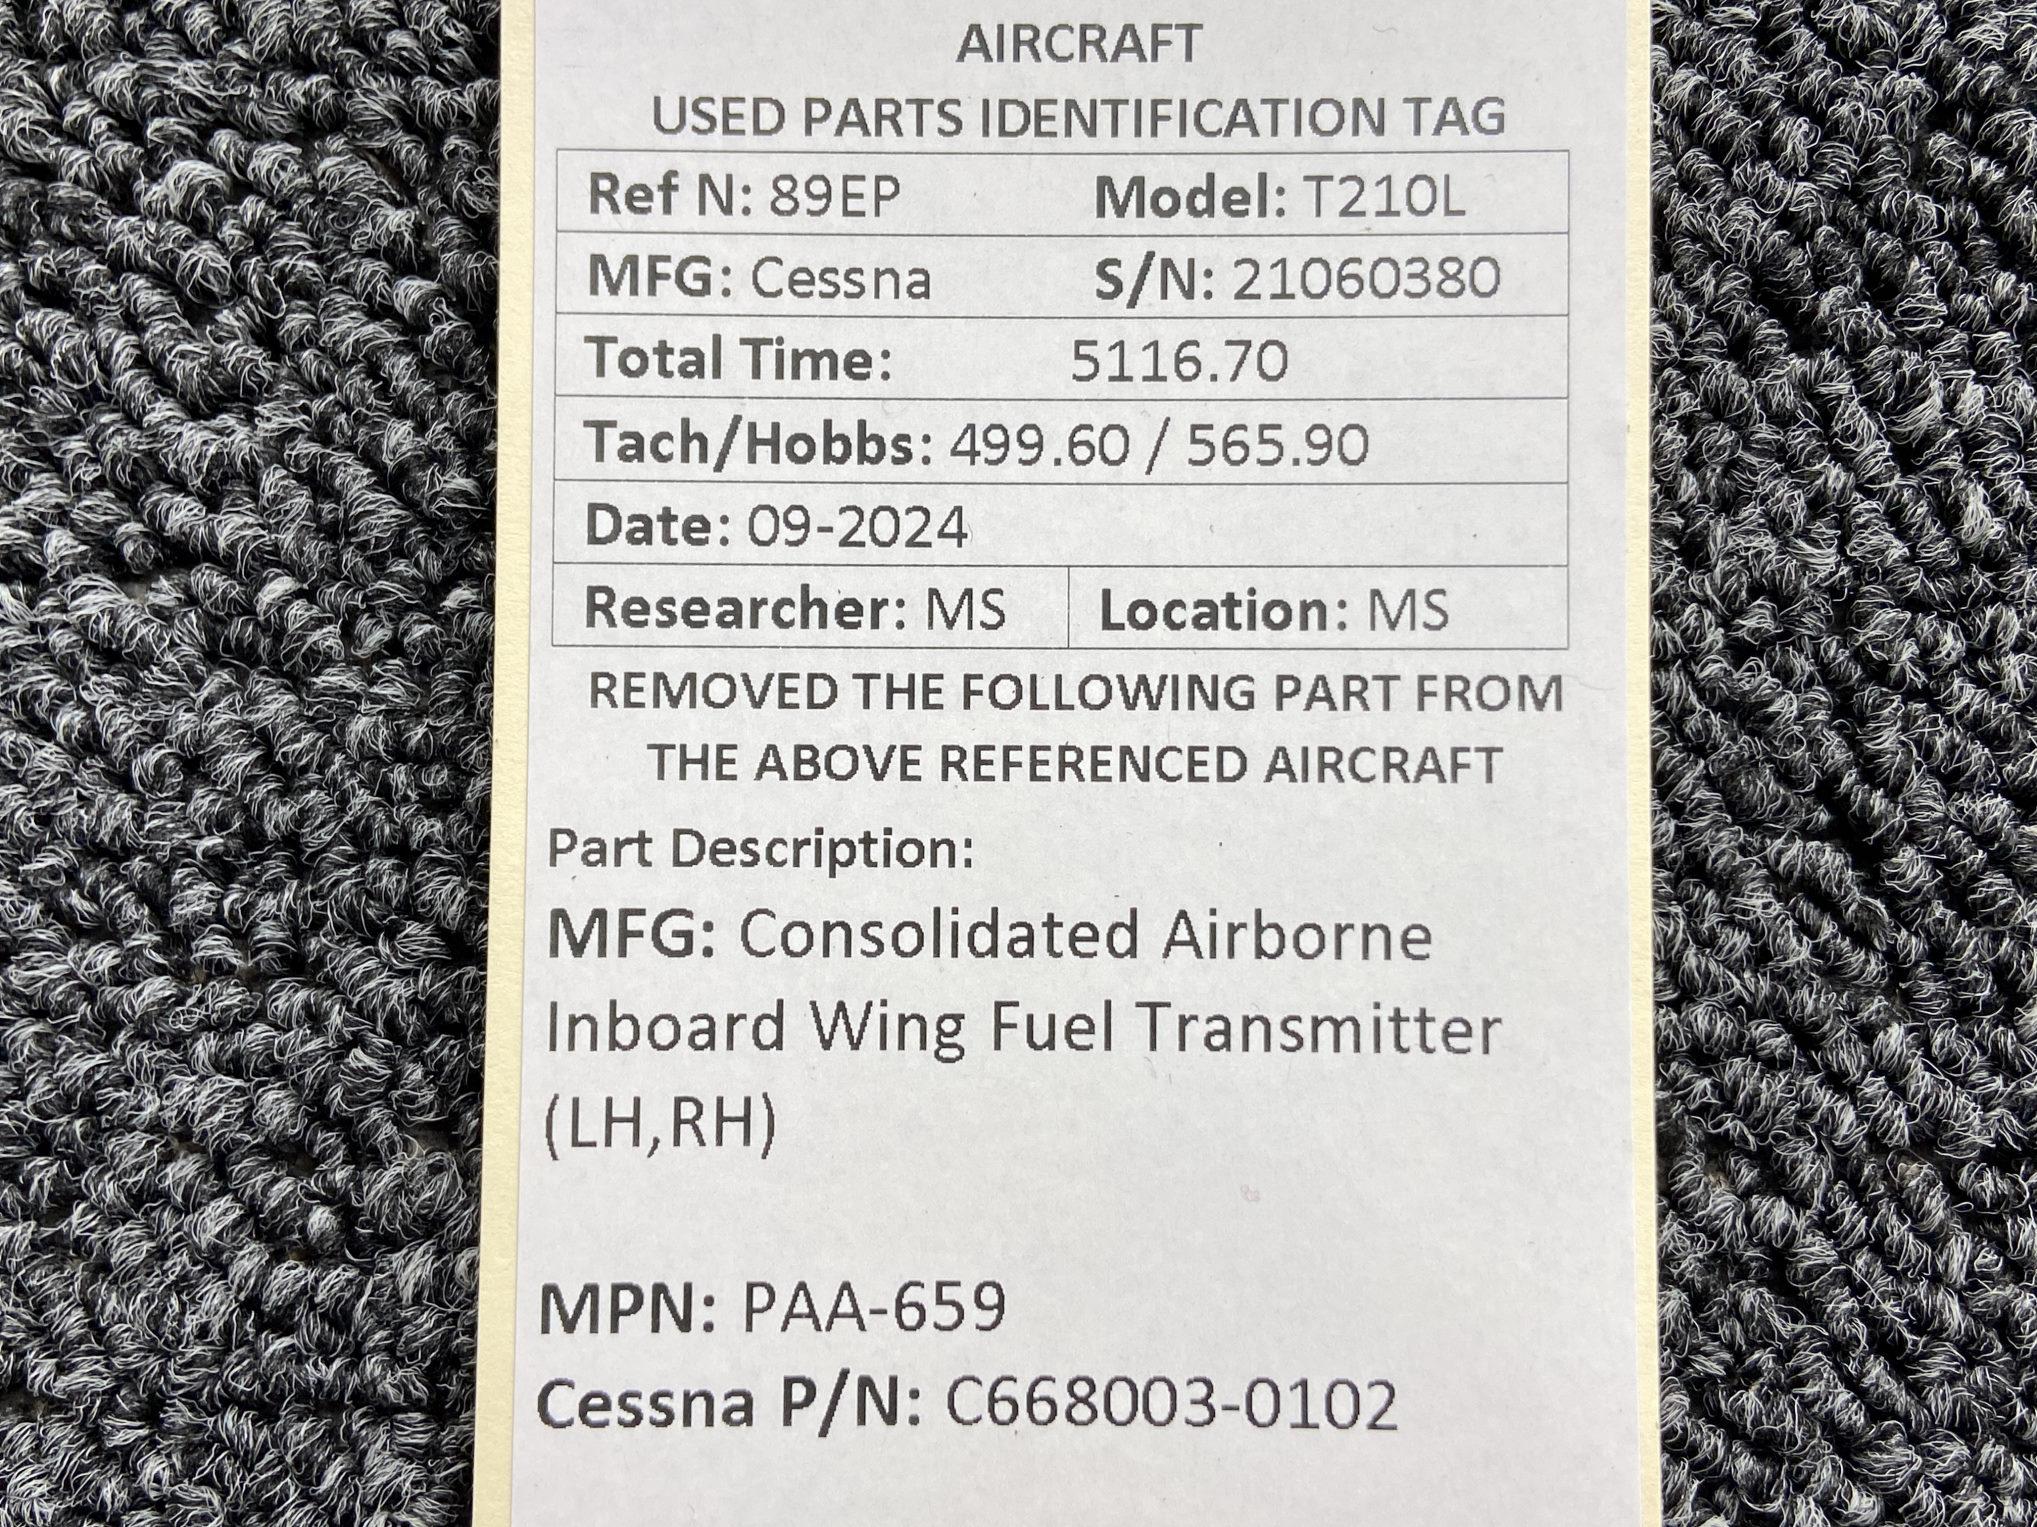 AIRCRAFT
USED PARTS IDENTIFICATION TAG
Ref N: 89EP Model: T210L
MFG: Cessna S/N: 21060380
Total Time: 5116.70
Tach/Hobbs: 499.60 / 565.90
Date: 09-2024
Researcher: MS Location: MS
REMOVED THE FOLLOWING PART FROM
THE ABOVE REFERENCED AIRCRAFT
Part Description:
MFG: Consolidated Airborne
Inboard Wing Fuel Transmitter
(LH,RH)
MPN: PAA-659
Cessna P/N: C668003-0102